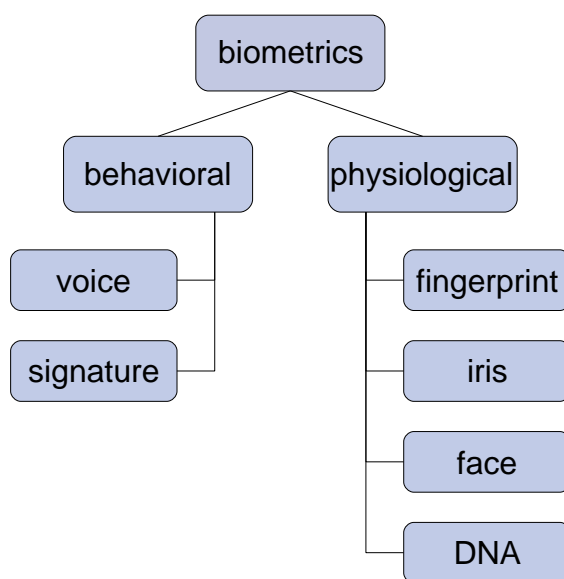 biometrics
behavioral
physiological
voice
fingerprint
signature
iris
face
DNA